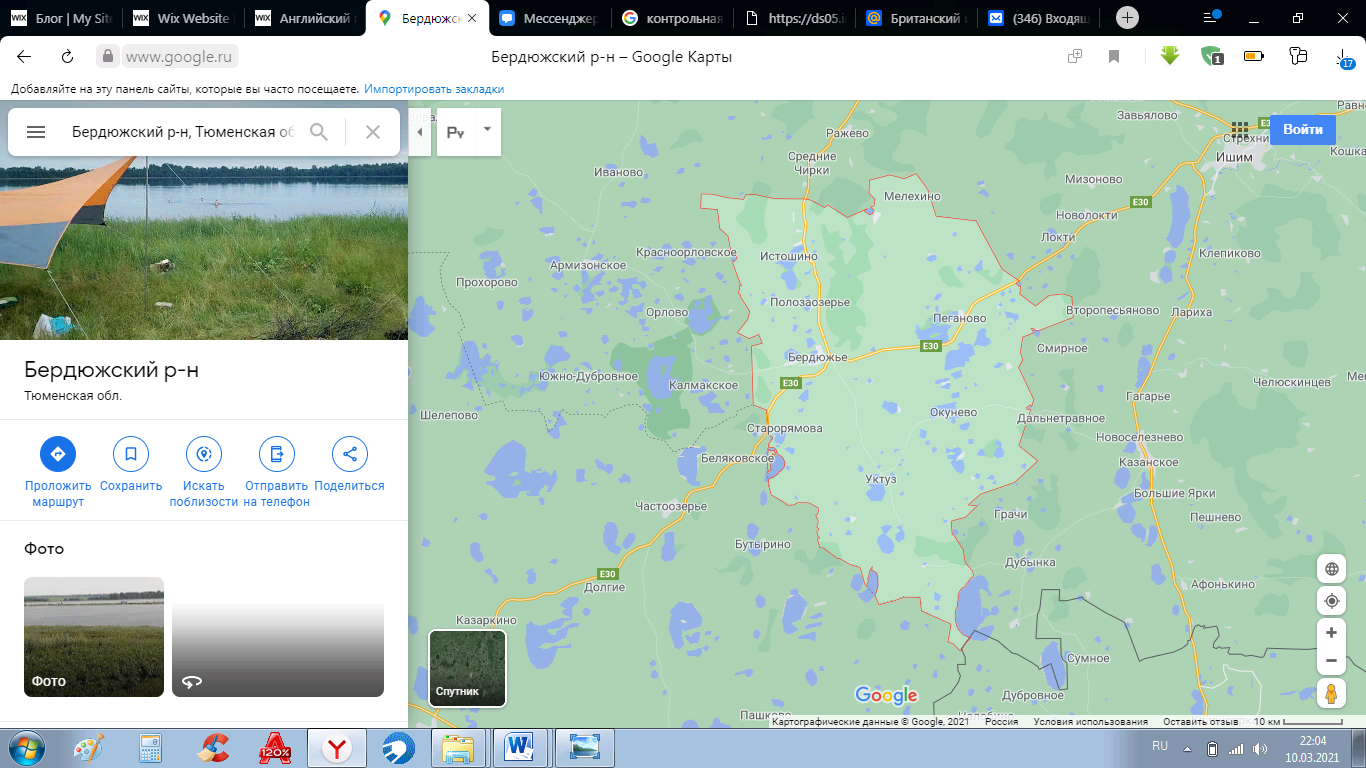 Блог | My Site
Wix Website
Английский
Бердюжск
Мессенджер
контрольная
https://ds05.i
Британский
(346) Входящ
www.google.ru
Бердюжский р-н – Google Карты
1
17
Добавляйте на эту панель сайты, которые вы часто посещаете. Импортировать закладки
Бердюжский р-н, Тюменская об
Войти
Завьялово
Ражево
Ишим
Средние
Чирки
Иваново
Мизоново
Мелехино
E30
Новолокти
Локти
Красноорловское
Истошино
Клепиково
Армизонское
Прохорово
Полозаозерье
Орлово
Пеганово
Второпесьяново
Лариха
E30
Смирное
Бердюжье
Южно-Дубровное
Калмакское
E30
Челюскинцев
Гагарье
Шелепово
Окунево
Дальнетравное
Старорямова
Новоселезнево
Беляковское
Казанское
Уктуз
Большие Ярки
Частоозерье
Грачи
Пешнево
Бутырино
Дубынка
E30
Долгие
Афонькино
Казаркино
Сумное
Дубровное
Бердюжский р-н
Тюменская обл.
Проложить
маршрут
Сохранить
Искать
поблизости
Отправить
на телефон
Поделиться
Фото
Фото
Спутник
Google
Картографические данные © Google, 2021 Россия Условия использования Оставить отзыв 10 км
120%
RU
22:04
10.03.2021